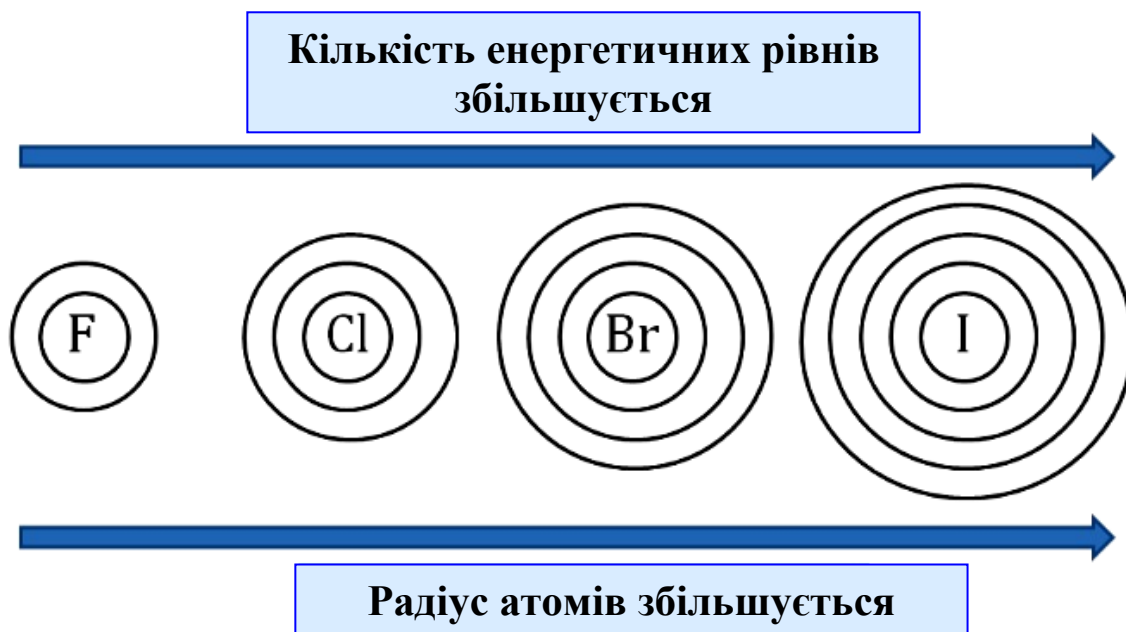 Кількість енергетичних рівнів
збільшується
F Cl Br I
Радіус атомів збільшується